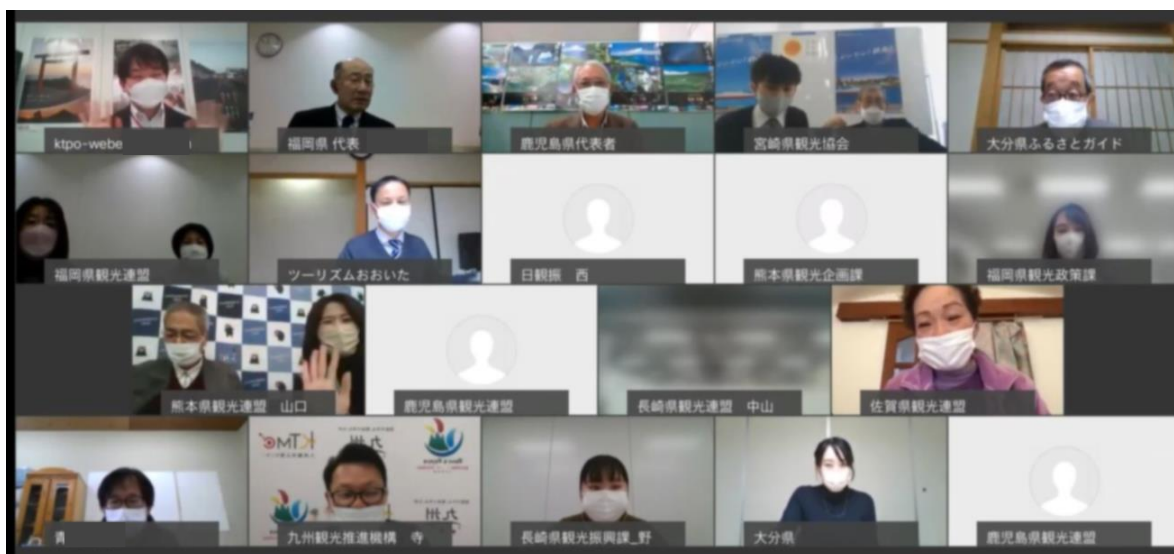 ktpo-webe
福岡県 代表
鹿児島県代表者
宮崎県観光協会
大分県ふるさとガイド
福岡県観光連盟
ツーリズムおおいた
日観振 西
熊本県観光企画課
福岡県観光政策課
熊本県観光連盟 山口
鹿児島県観光連盟
長崎県観光連盟 中山
佐賀県観光連盟
KTMC
九州
九州
九州観光推進機構 寺
長崎県観光振興課_野
大分県
鹿児島県観光連盟